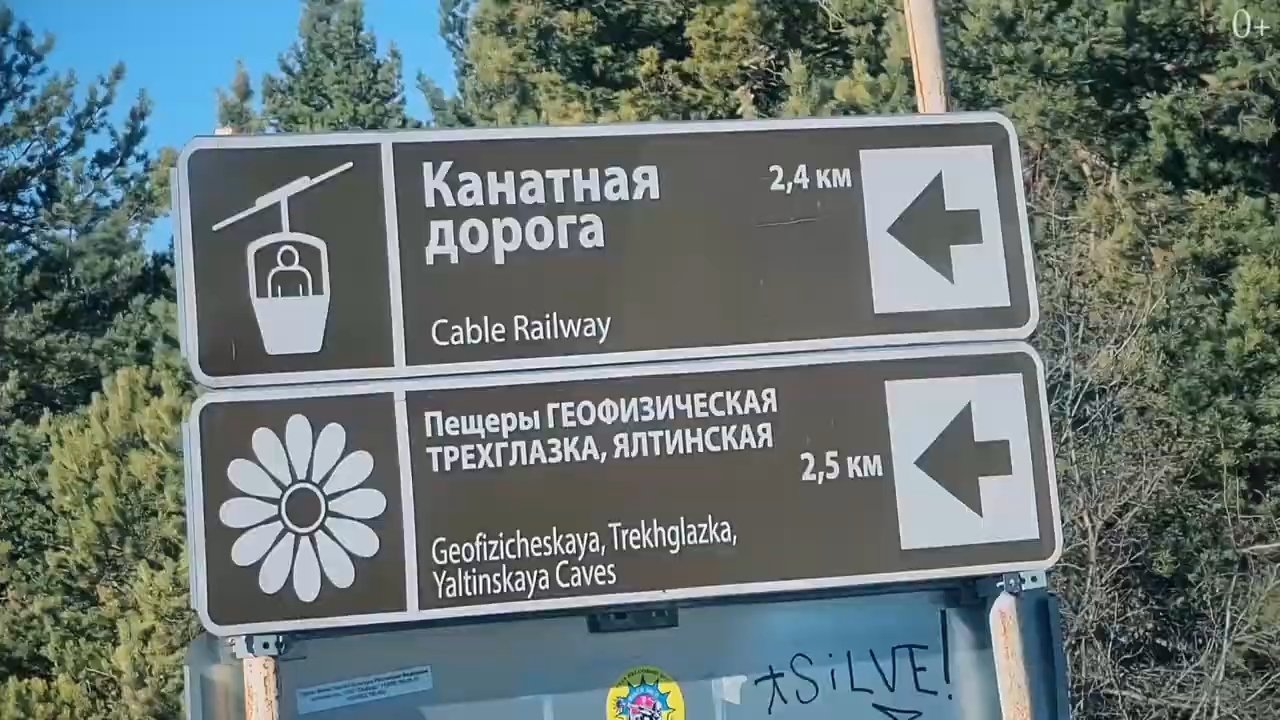 0+
Канатная
дорога
2,4 км
Cable Railway
Пещеры ГЕОФИЗИЧЕСКАЯ
ТРЕХГЛАЗКА, ЯЛТИНСКАЯ
2,5 км
Geofizicheskaya, Trekhglazka,
Yaltinskaya Caves
SiLVE!